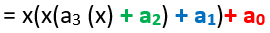 = x(x(a₃ (x) + a₂) + a₁)+ a₀